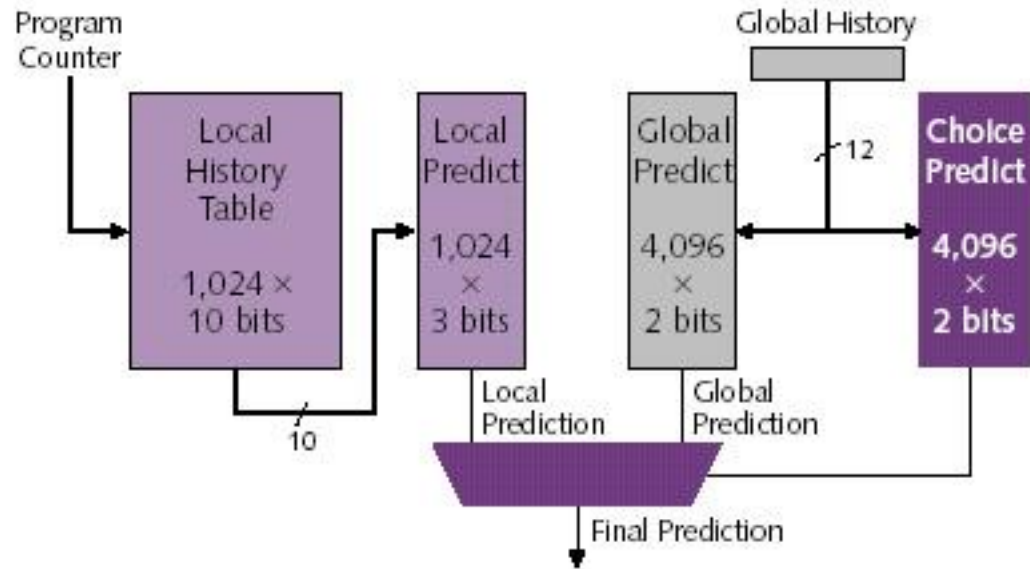 Program
Counter
Global History
Local
History
Table
1,024 ×
10 bits
Local
Predict
1,024
×
3 bits
Global
Predict
4,096
×
2 bits
12
Choice
Predict
4,096
×
2 bits
10
Local
Prediction
Global
Prediction
Final Prediction